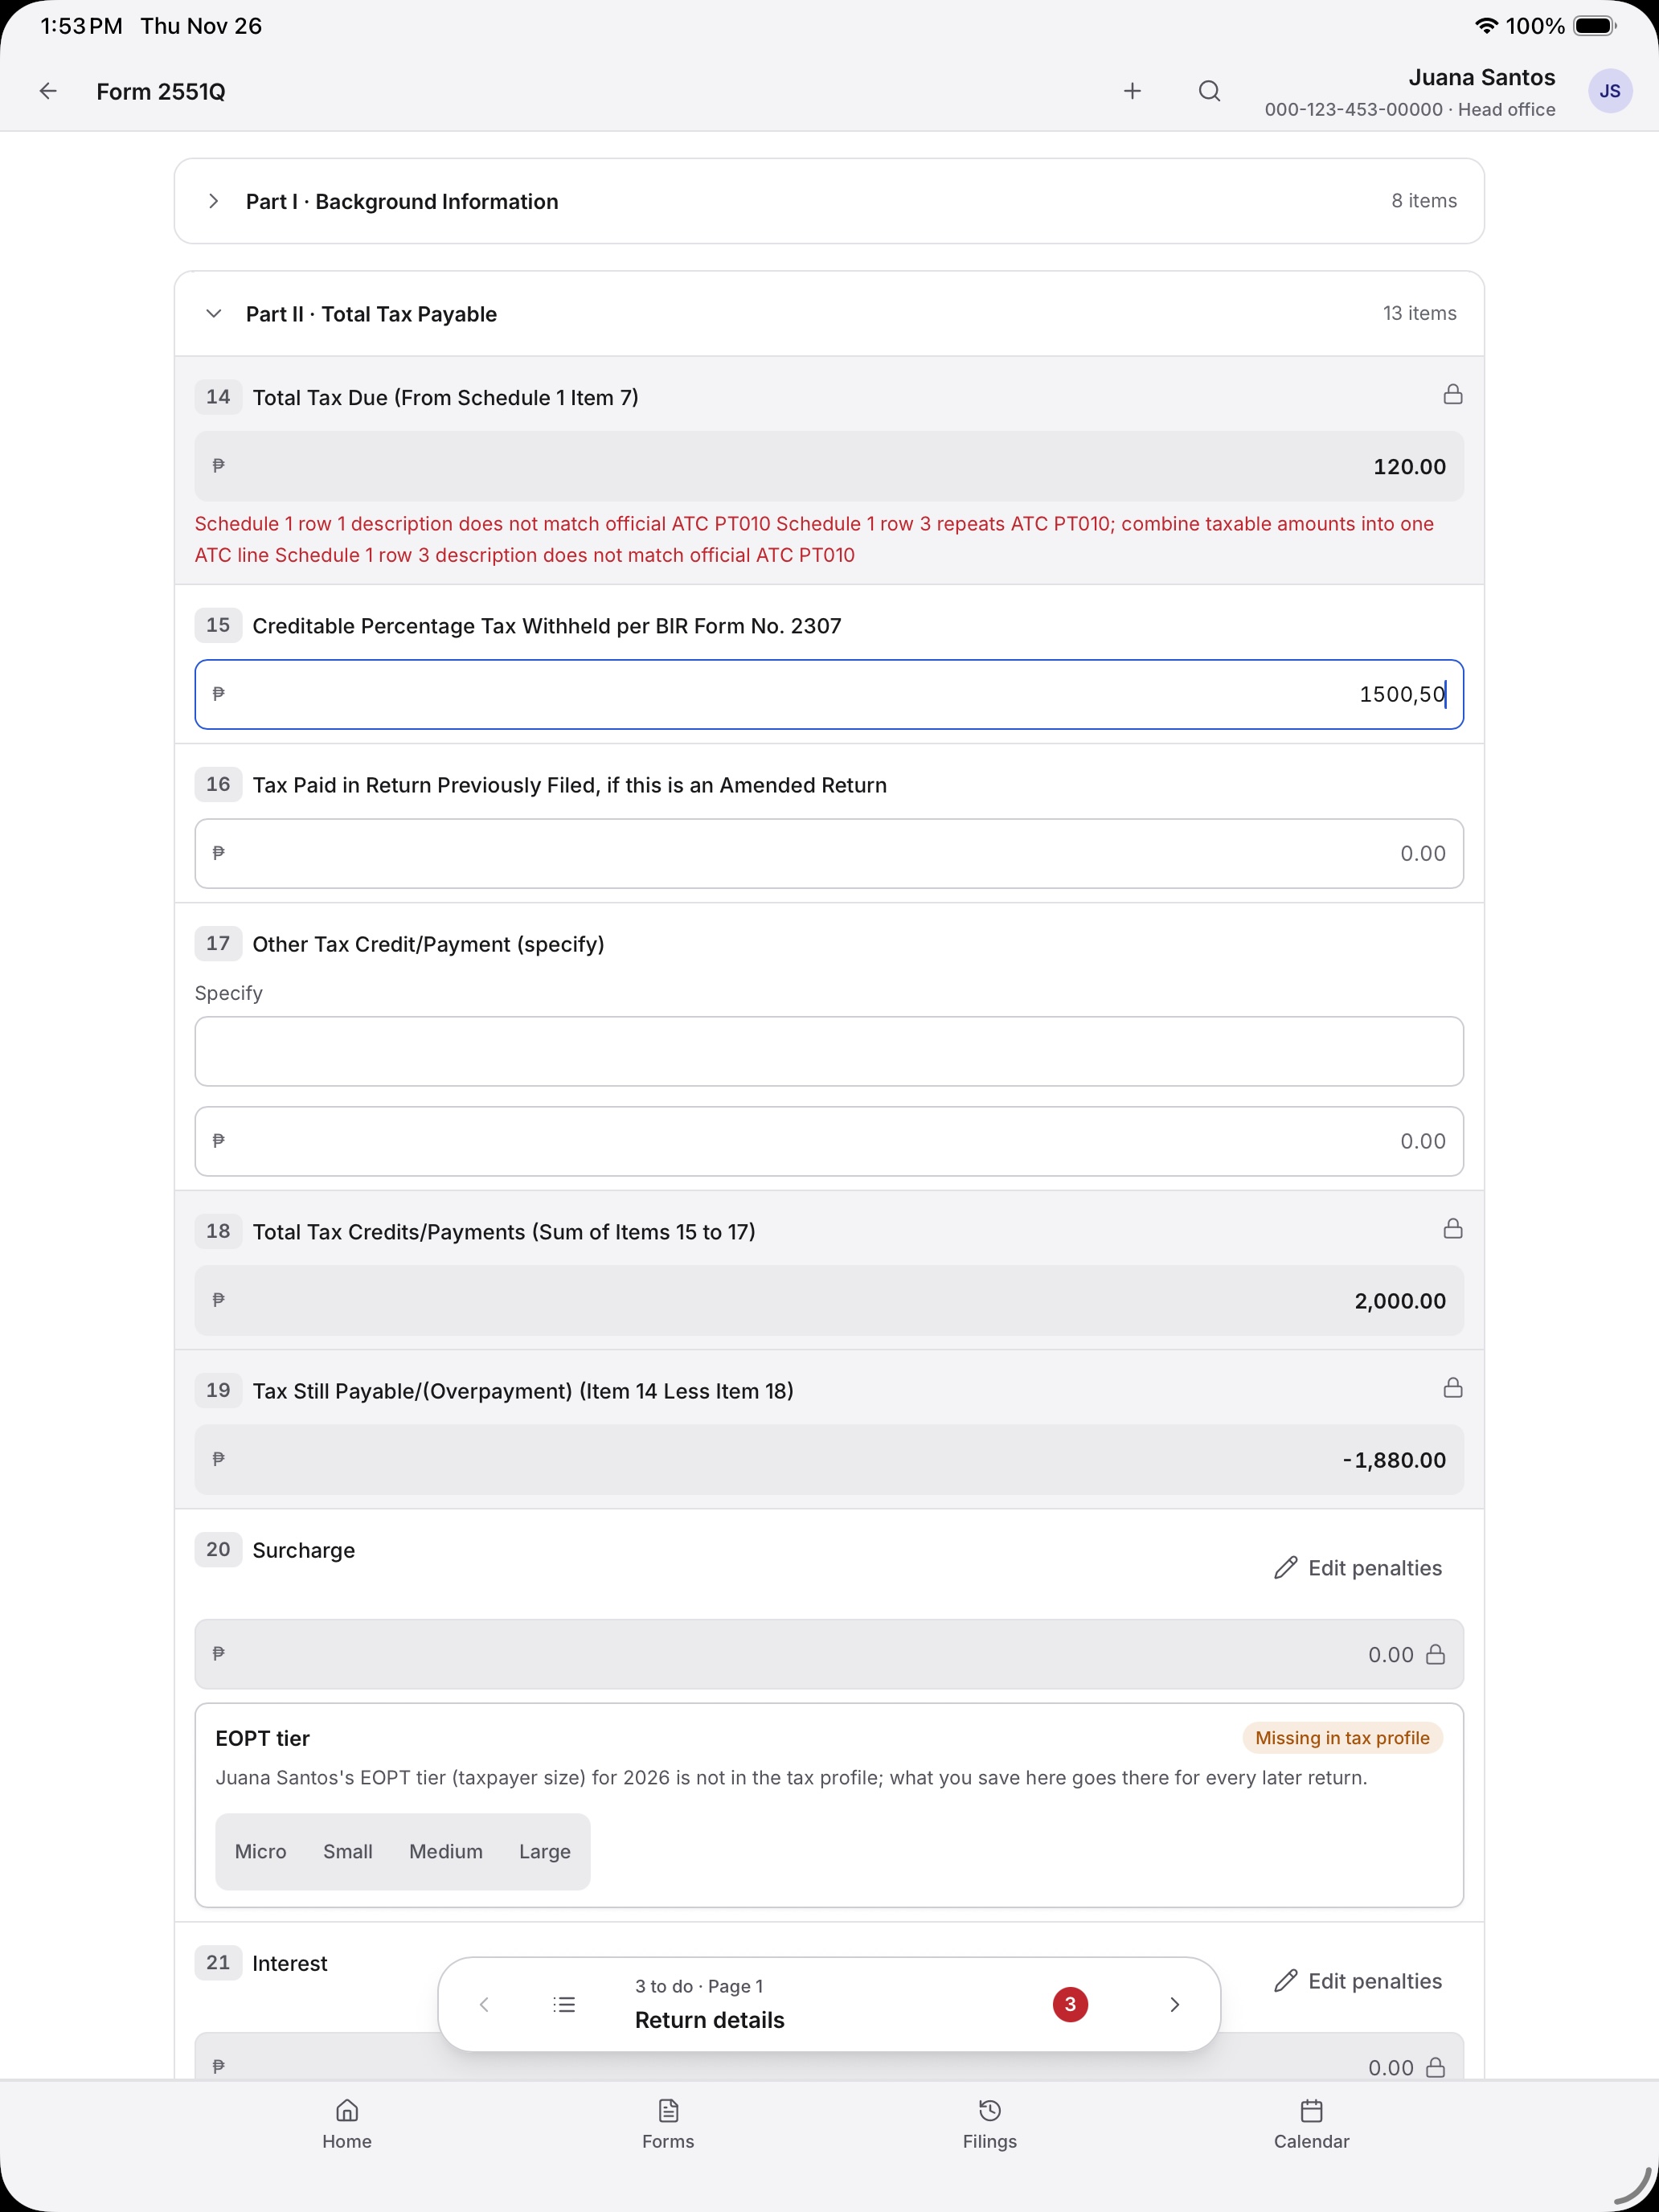 1:53 PM Thu Nov 26
100%
Form 2551Q
Juana Santos
000-123-453-00000 · Head office
JS
Part I · Background Information
8 items
Part II · Total Tax Payable
13 items
14 Total Tax Due (From Schedule 1 Item 7)
₱ 120.00
Schedule 1 row 1 description does not match official ATC PT010 Schedule 1 row 3 repeats ATC PT010; combine taxable amounts into one
ATC line Schedule 1 row 3 description does not match official ATC PT010
15 Creditable Percentage Tax Withheld per BIR Form No. 2307
₱ 1500,50
16 Tax Paid in Return Previously Filed, if this is an Amended Return
₱ 0.00
17 Other Tax Credit/Payment (specify)
Specify
₱ 0.00
18 Total Tax Credits/Payments (Sum of Items 15 to 17)
₱ 2,000.00
19 Tax Still Payable/(Overpayment) (Item 14 Less Item 18)
₱ -1,880.00
20 Surcharge
Edit penalties
₱ 0.00
EOPT tier
Missing in tax profile
Juana Santos's EOPT tier (taxpayer size) for 2026 is not in the tax profile; what you save here goes there for every later return.
Micro Small Medium Large
21 Interest
Edit penalties
3 to do · Page 1
Return details
3
₱ 0.00
Home Forms Filings Calendar